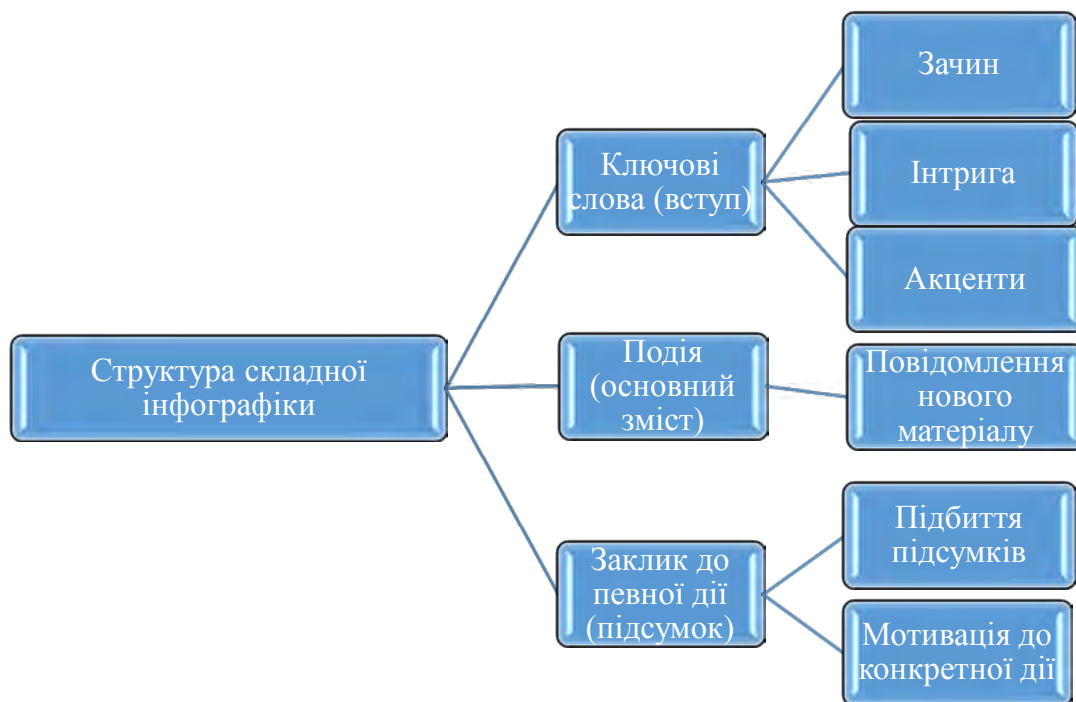 Структура складної
інфографіки
Ключові
слова (вступ)
Зачин
Інтрига
Акценти
Подія
(основний
зміст)
Повідомлення
нового
матеріалу
Заклик до
певної дії
(підсумок)
Підбиття
підсумків
Мотивація до
конкретної дії